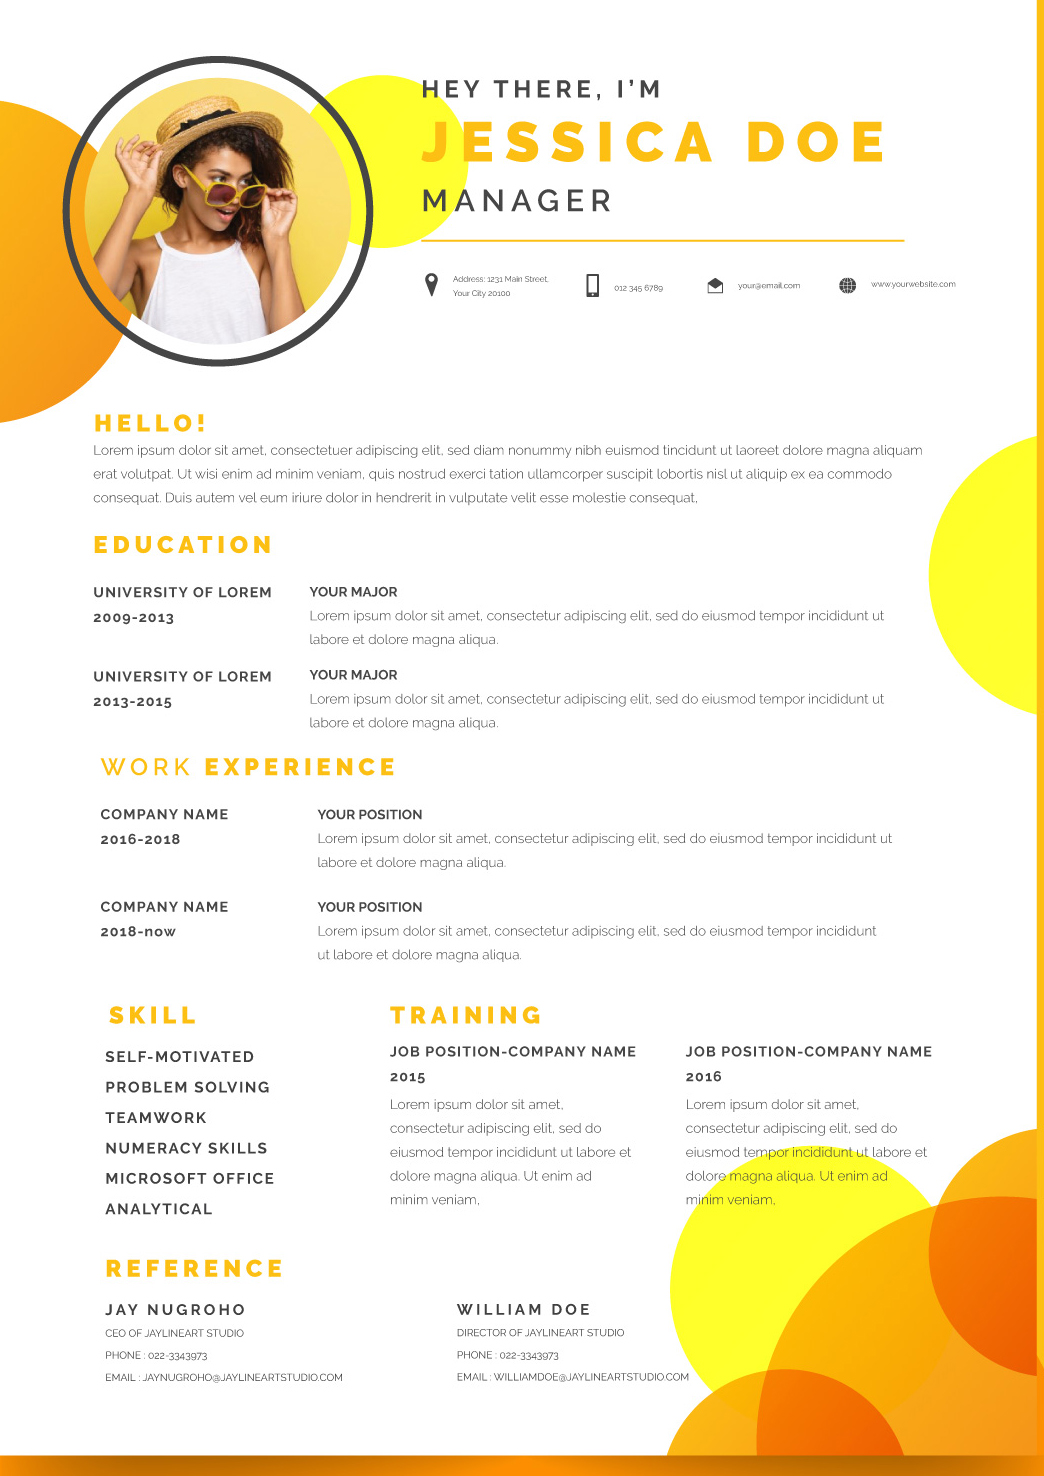 HEY THERE, I'M
JESSICA DOE
MANAGER
Address: 1231 Main Street,
Your City 20100
012 345 6789
your@email.com
www.yourwebsite.com
HELLO!
Lorem ipsum dolor sit amet, consectetuer adipiscing elit, sed diam nonummy nibh euismod tincidunt ut laoreet dolore magna aliquam
erat volutpat. Ut wisi enim ad minim veniam, quis nostrud exerci tation ullamcorper suscipit lobortis nisl ut aliquip ex ea commodo
consequat. Duis autem vel eum iriure dolor in hendrerit in vulputate velit esse molestie consequat,
EDUCATION
UNIVERSITY OF LOREM
2009-2013
YOUR MAJOR
Lorem ipsum dolor sit amet, consectetur adipiscing elit, sed do eiusmod tempor incididunt ut
labore et dolore magna aliqua.
UNIVERSITY OF LOREM
2013-2015
YOUR MAJOR
Lorem ipsum dolor sit amet, consectetur adipiscing elit, sed do eiusmod tempor incididunt ut
labore et dolore magna aliqua.
WORK EXPERIENCE
COMPANY NAME
2016-2018
YOUR POSITION
Lorem ipsum dolor sit amet, consectetur adipiscing elit, sed do eiusmod tempor incididunt ut
labore et dolore magna aliqua.
COMPANY NAME
2018-now
YOUR POSITION
Lorem ipsum dolor sit amet, consectetur adipiscing elit, sed do eiusmod tempor incididunt
ut labore et dolore magna aliqua.
SKILL
SELF-MOTIVATED
PROBLEM SOLVING
TEAMWORK
NUMERACY SKILLS
MICROSOFT OFFICE
ANALYTICAL
TRAINING
JOB POSITION-COMPANY NAME
2015
Lorem ipsum dolor sit amet,
consectetur adipiscing elit, sed do
eiusmod tempor incididunt ut labore et
dolore magna aliqua. Ut enim ad
minim veniam,
JOB POSITION-COMPANY NAME
2016
Lorem ipsum dolor sit amet,
consectetur adipiscing elit, sed do
eiusmod tempor incididunt ut labore et
dolore magna aliqua. Ut enim ad
minim veniam,
REFERENCE
JAY NUGROHO
CEO OF JAYLINEART STUDIO
PHONE : 022-3343973
EMAIL : JAYNUGROHO@JAYLINEARTSTUDIO.COM
WILLIAM DOE
DIRECTOR OF JAYLINEART STUDIO
PHONE : 022-3343973
EMAIL : WILLIAMDOE@JAYLINEARTSTUDIO.COM